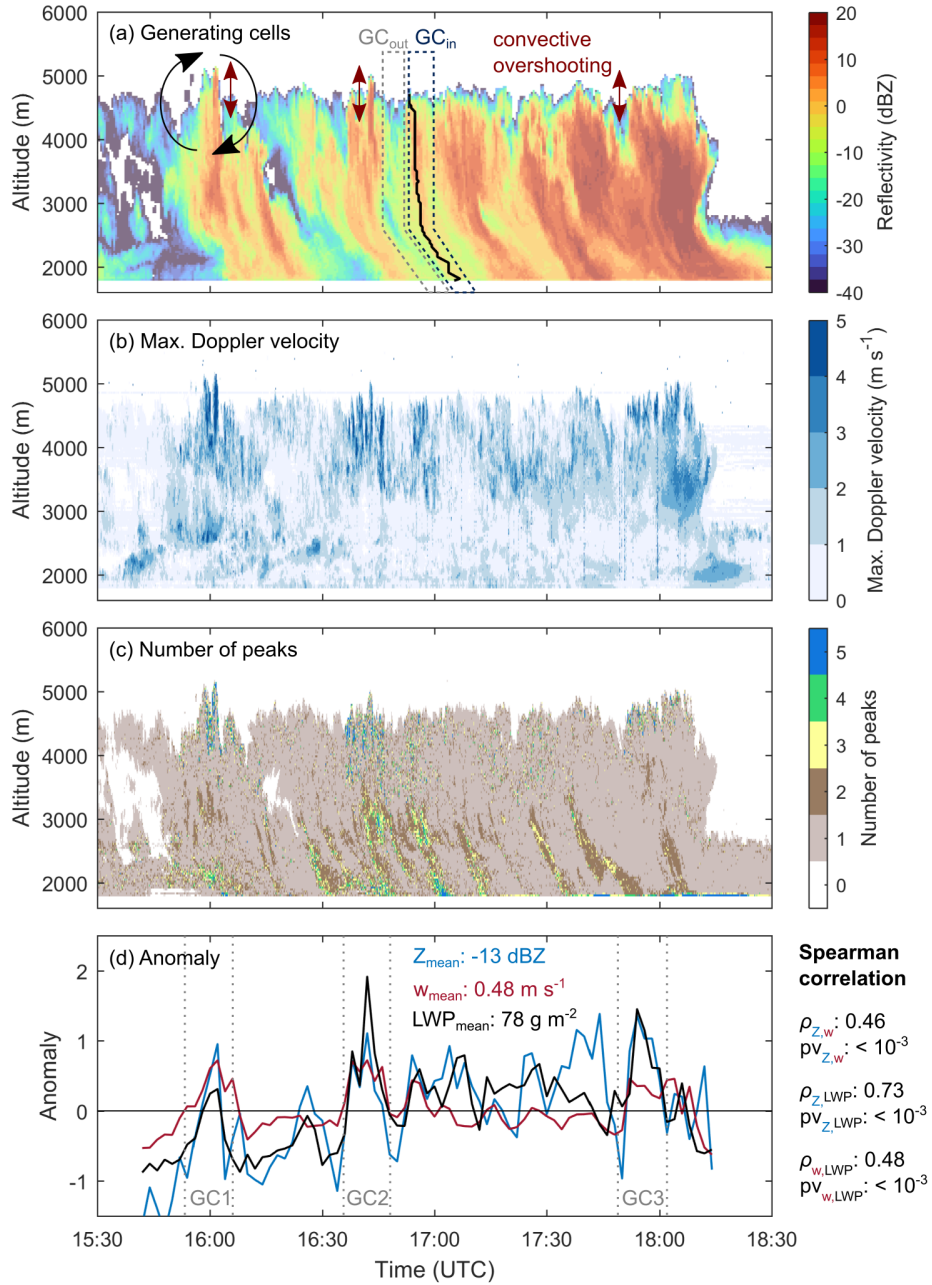 (a) Generating cells
GC_out GC_in
convective
overshooting
6000
5000
4000
3000
2000
Altitude (m)
20
10
0
-10
-20
-30
-40
Reflectivity (dBZ)
(b) Max. Doppler velocity
6000
5000
4000
3000
2000
Altitude (m)
5
4
3
2
1
0
Max. Doppler velocity (m s⁻¹)
(c) Number of peaks
6000
5000
4000
3000
2000
Altitude (m)
5
4
3
2
1
0
Number of peaks
(d) Anomaly
Z_mean: -13 dBZ
w_mean: 0.48 m s⁻¹
LWP_mean: 78 g m⁻²
2
1
0
-1
Anomaly
GC1 GC2 GC3
15:30 16:00 16:30 17:00 17:30 18:00 18:30
Time (UTC)
Spearman
correlation
ρ_Z,w: 0.46
pv_Z,w: < 10⁻³
ρ_Z,LWP: 0.73
pv_Z,LWP: < 10⁻³
ρ_w,LWP: 0.48
pv_w,LWP: < 10⁻³